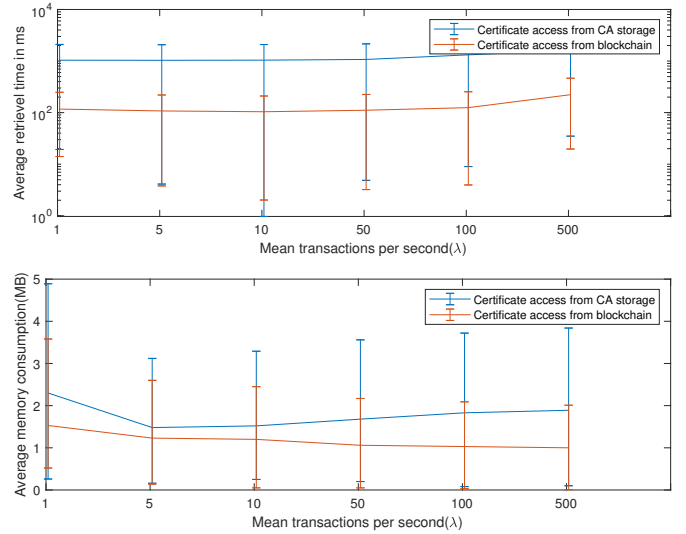 10^4
Certificate access from CA storage
Certificate access from blockchain
10^2
10^0
Average retrievel time in ms
1
5
10
50
100
500
Mean transactions per second(λ)
5
Certificate access from CA storage
Certificate access from blockchain
4
3
2
1
0
Average memory consumption(MB)
1
5
10
50
100
500
Mean transactions per second(λ)